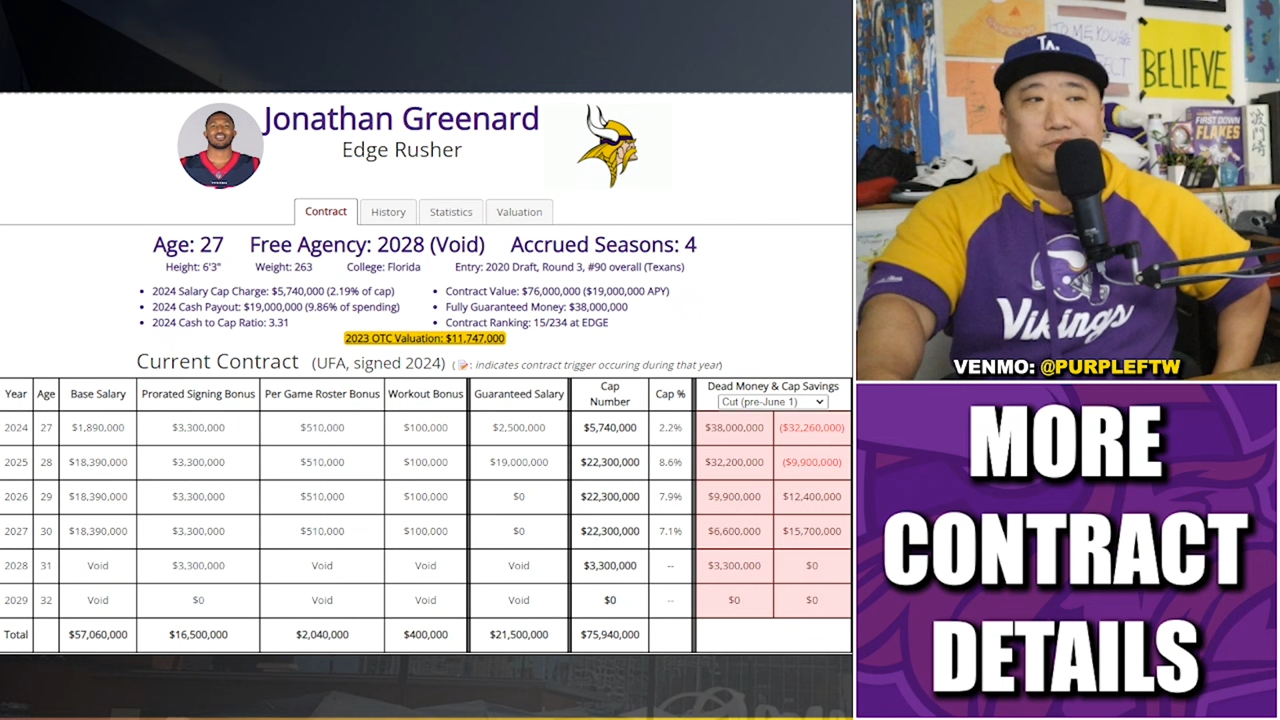 Jonathan Greenard
Edge Rusher
Contract History Statistics Valuation
Age: 27 Free Agency: 2028 (Void) Accrued Seasons: 4
Height: 6'3" Weight: 263 College: Florida Entry: 2020 Draft, Round 3, #90 overall (Texans)
• 2024 Salary Cap Charge: $5,740,000 (2.19% of cap) • Contract Value: $76,000,000 ($19,000,000 APY)
• 2024 Cash Payout: $19,000,000 (9.86% of spending) • Fully Guaranteed Money: $38,000,000
• 2024 Cash to Cap Ratio: 3.31 • Contract Ranking: 15/234 at EDGE
2023 OTC Valuation: $11,747,000
Current Contract (UFA, signed 2024) ( : indicates contract trigger occuring during that year)
Year Age Base Salary Prorated Signing Bonus Per Game Roster Bonus Workout Bonus Guaranteed Salary Cap Number Cap % Dead Money & Cap Savings
Cut (pre-June 1)
2024 27 $1,890,000 $3,300,000 $510,000 $100,000 $2,500,000 $5,740,000 2.2% $38,000,000 ($32,260,000)
2025 28 $18,390,000 $3,300,000 $510,000 $100,000 $19,000,000 $22,300,000 8.6% $32,200,000 ($9,900,000)
2026 29 $18,390,000 $3,300,000 $510,000 $100,000 $0 $22,300,000 7.9% $9,900,000 $12,400,000
2027 30 $18,390,000 $3,300,000 $510,000 $100,000 $0 $22,300,000 7.1% $6,600,000 $15,700,000
2028 31 Void $3,300,000 Void Void Void $3,300,000 -- $3,300,000 $0
2029 32 Void $0 Void Void Void $0 -- $0 $0
Total $57,060,000 $16,500,000 $2,040,000 $400,000 $21,500,000 $75,940,000
LA
BELIEVE
FIRST DOWN
FLAKES
Vikings
VENMO: @PURPLEFTW
MORE
CONTRACT
DETAILS